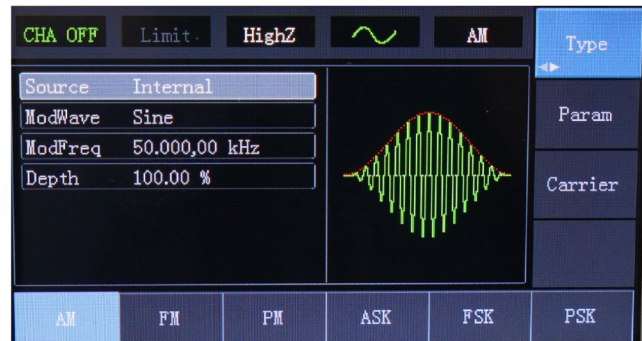 CHA OFF Limit HighZ AM Type
Source Internal
ModWave Sine
ModFreq 50.000,00 kHz
Depth 100.00 %
Param
Carrier
AM FM PM ASK FSK PSK